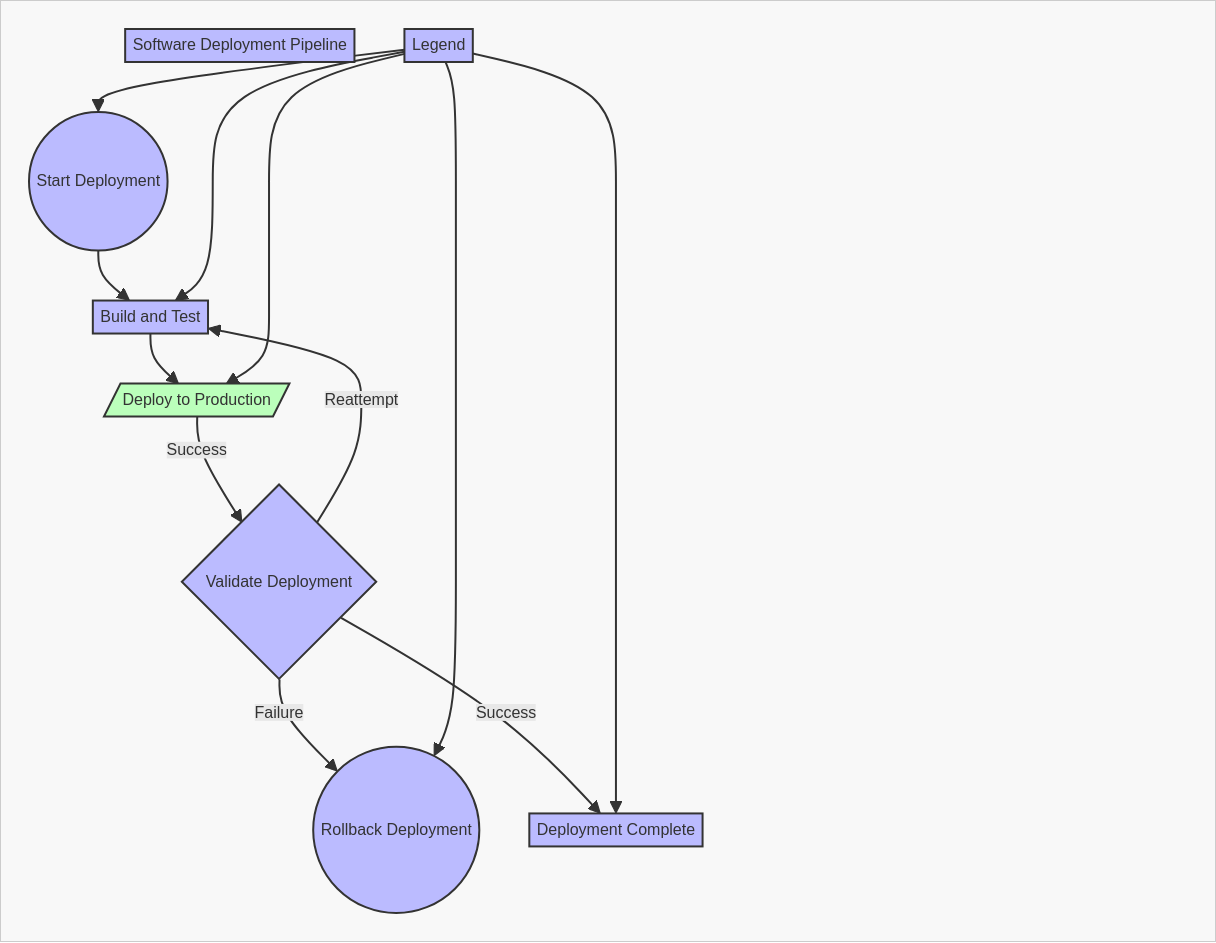 Software Deployment Pipeline
Legend
Start Deployment
Build and Test
Deploy to Production
Reattempt
Success
Validate Deployment
Failure
Success
Rollback Deployment
Deployment Complete